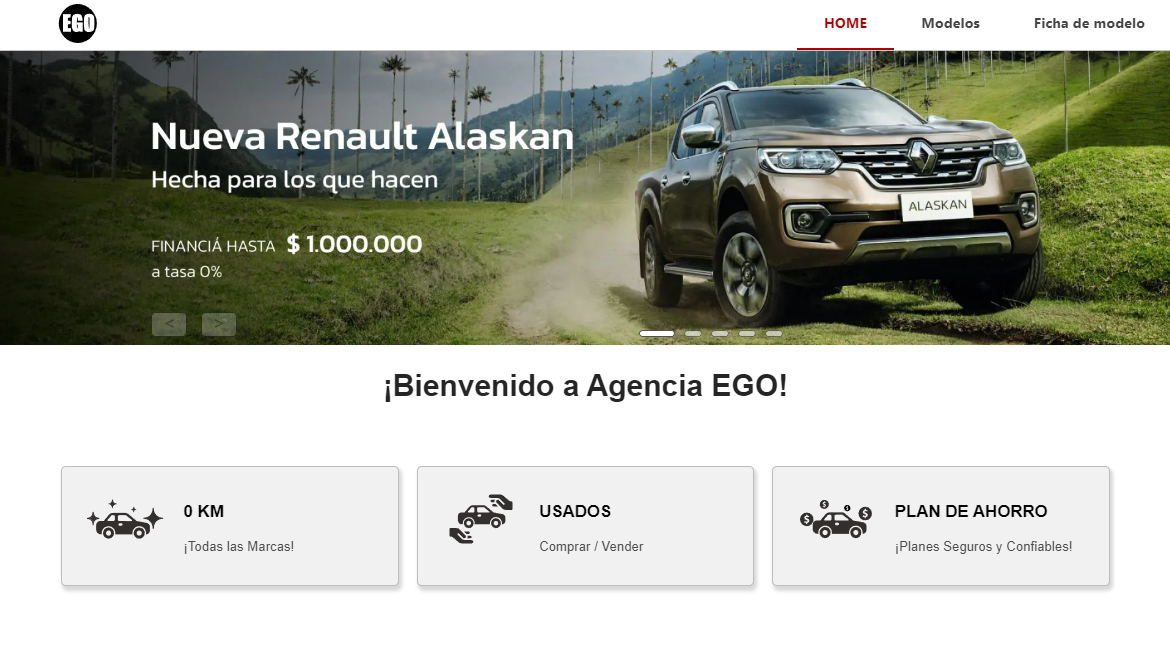 EGO
HOME
Modelos
Ficha de modelo
Nueva Renault Alaskan
Hecha para los que hacen
FINANCIÁ HASTA $ 1.000.000
a tasa 0%
ALASKAN
< >
¡Bienvenido a Agencia EGO!
0 KM
¡Todas las Marcas!
USADOS
Comprar / Vender
$ $ $ $
PLAN DE AHORRO
¡Planes Seguros y Confiables!